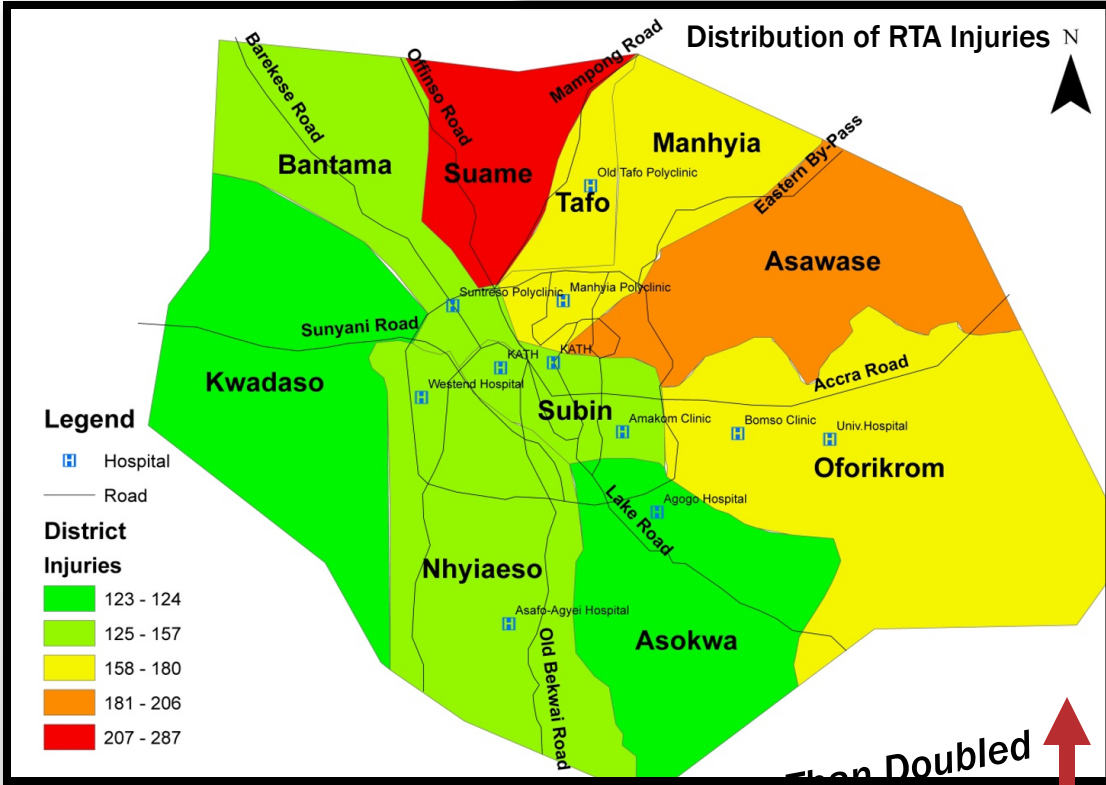 Distribution of RTA Injuries
N
Barekese Road
Offinso Road
Mampong Road
Manhyia
Eastern By-Pass
Bantama
Suame
Old Tafo Polyclinic
Tafo
Asawase
Suntreso Polyclinic
Manhyia Polyclinic
Sunyani Road
KATH
KATH
Accra Road
Kwadaso
Westend Hospital
Subin
Amakom Clinic
Bomso Clinic
Univ.Hospital
Oforikrom
Agogo Hospital
Lake Road
Nhyiaeso
Asafo-Agyei Hospital
Old Bekwai Road
Asokwa
Legend
H Hospital
Road
District
Injuries
123 - 124
125 - 157
158 - 180
181 - 206
207 - 287
Than Doubled